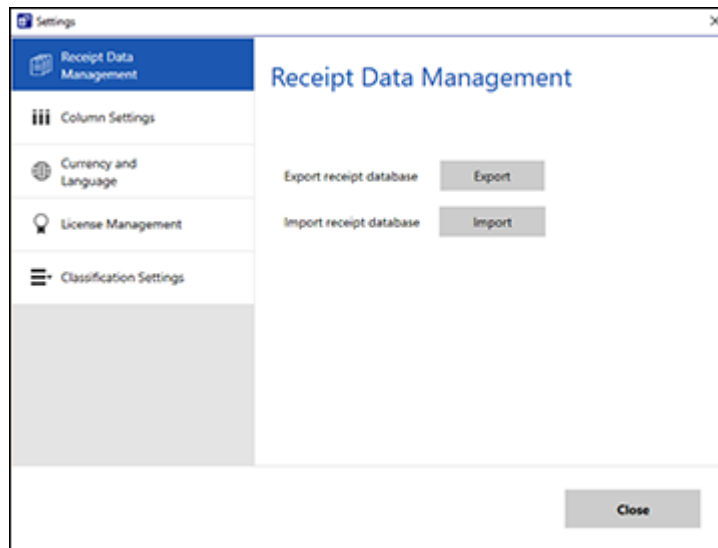 Settings
Receipt Data
Management
Column Settings
Currency and
Language
License Management
Classification Settings
Receipt Data Management
Export receipt database
Export
Import receipt database
Import
Close